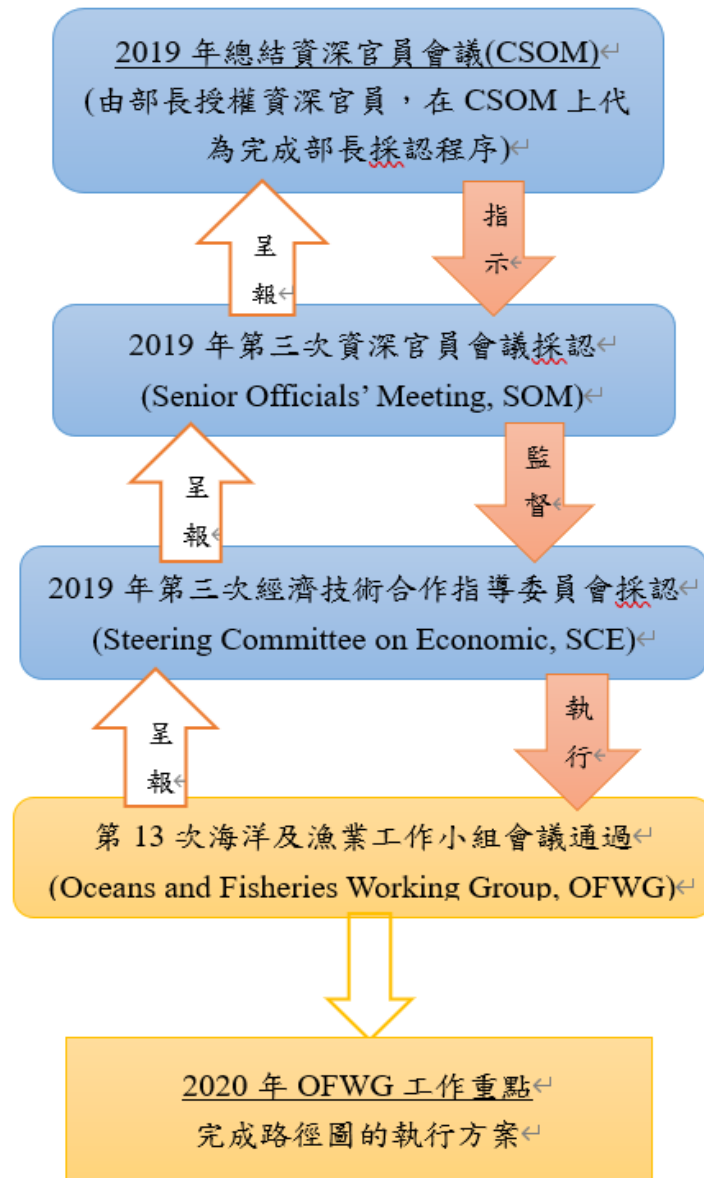 2019 年總結資深官員會議(CSOM)↵
(由部長授權資深官員，在 CSOM 上代
為完成部長採認程序)↵
呈
報↵
指
示↵
2019 年第三次資深官員會議採認↵
(Senior Officials’ Meeting, SOM)↵
呈
報↵
監
督↵
2019 年第三次經濟技術合作指導委員會採認↵
(Steering Committee on Economic, SCE)↵
呈
報↵
執
行↵
第 13 次海洋及漁業工作小組會議通過↵
(Oceans and Fisheries Working Group, OFWG)↵
2020 年 OFWG 工作重點↵
完成路徑圖的執行方案↵